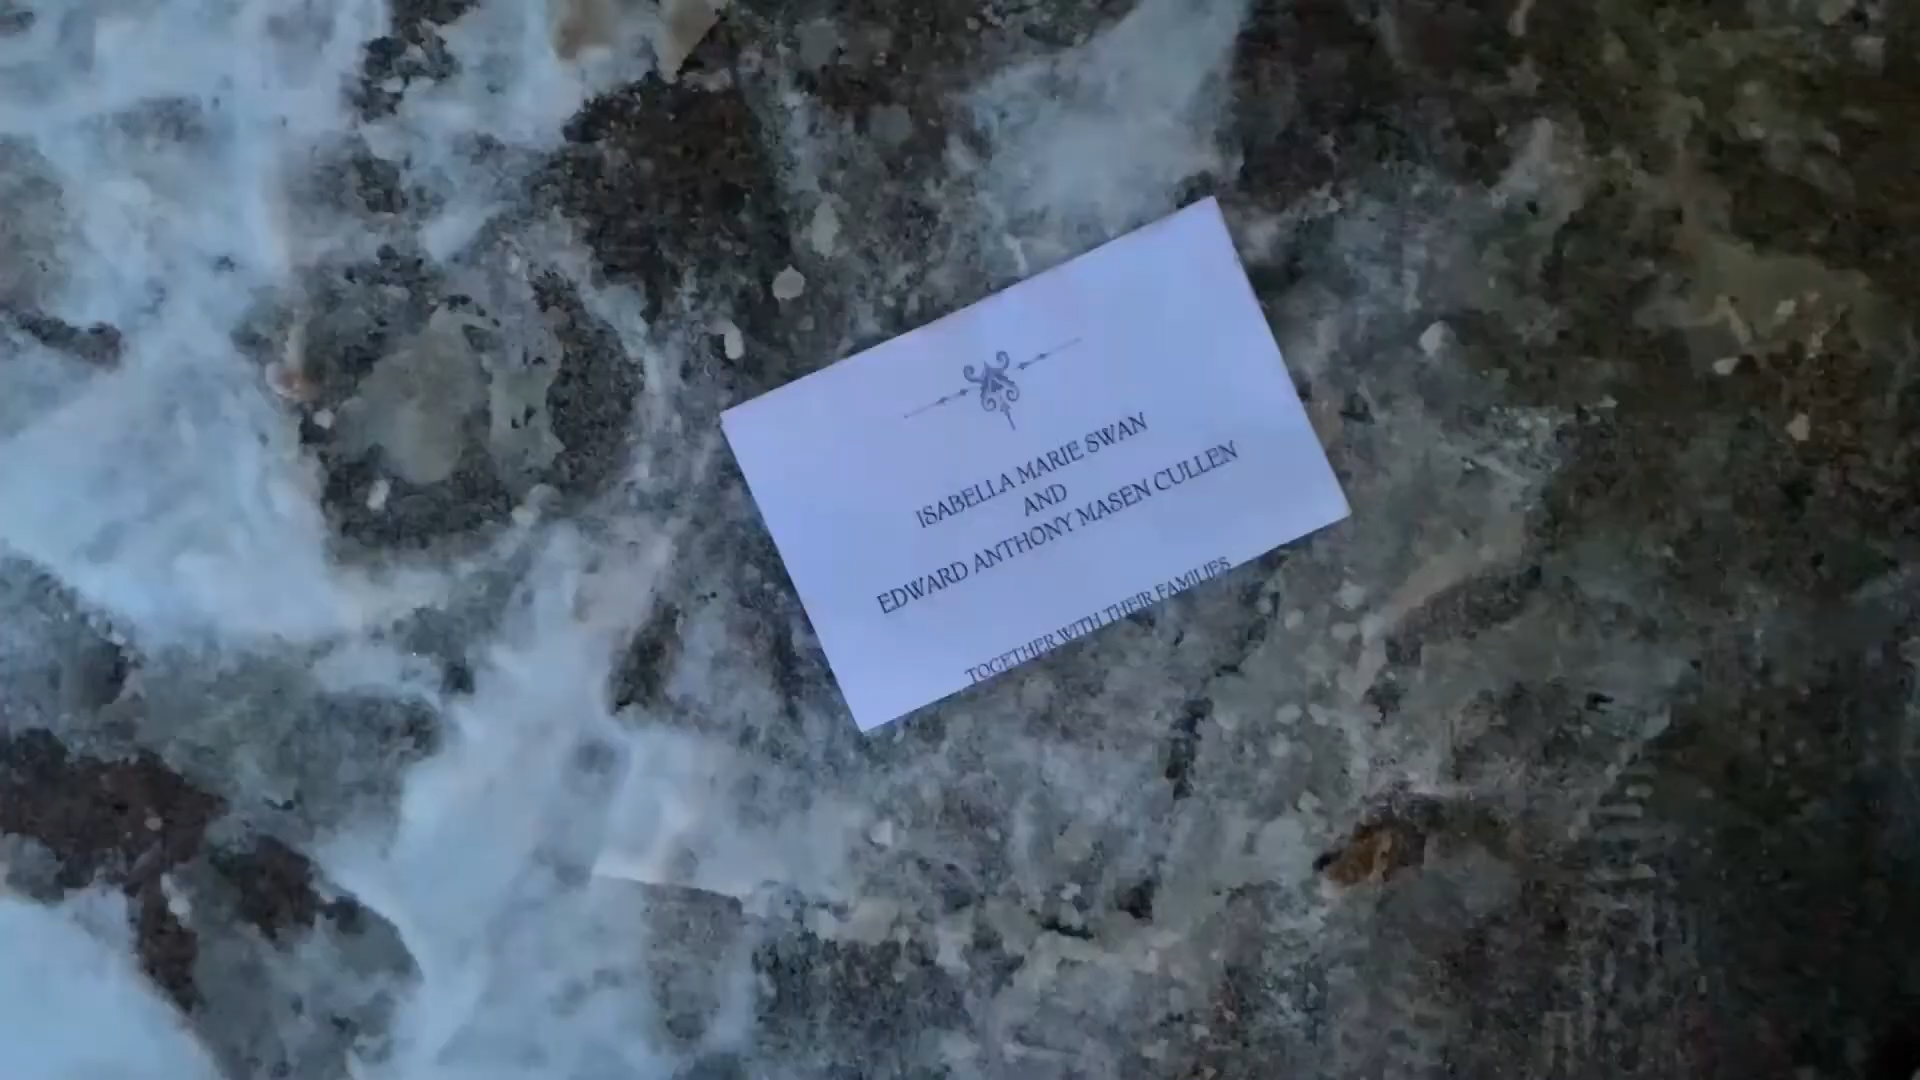 ISABELLA MARIE SWAN
AND
EDWARD ANTHONY MASEN CULLEN
TOGETHER WITH THEIR FAMILIES